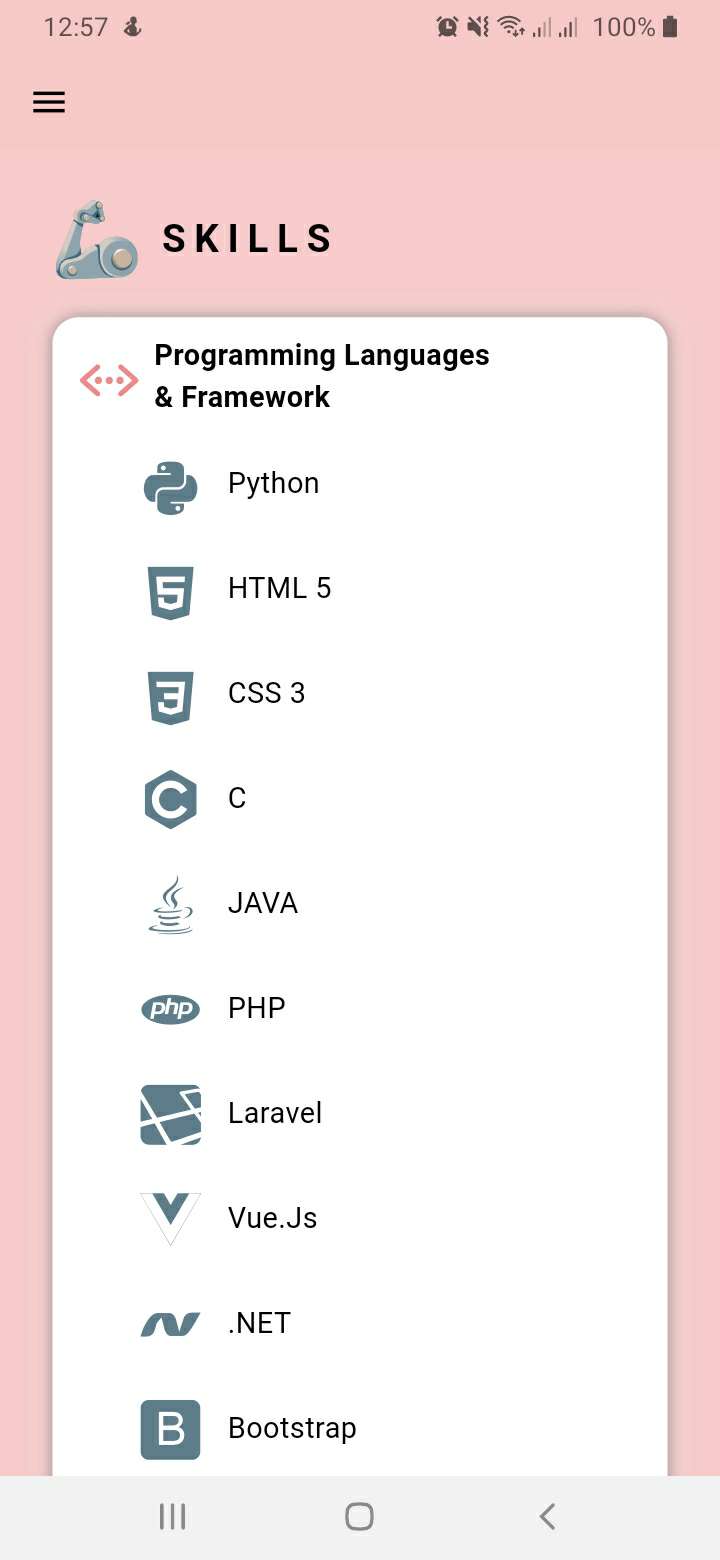 12:57
100%
SKILLS
Programming Languages
& Framework
Python
HTML 5
CSS 3
C
JAVA
php PHP
Laravel
Vue.Js
.NET
B Bootstrap